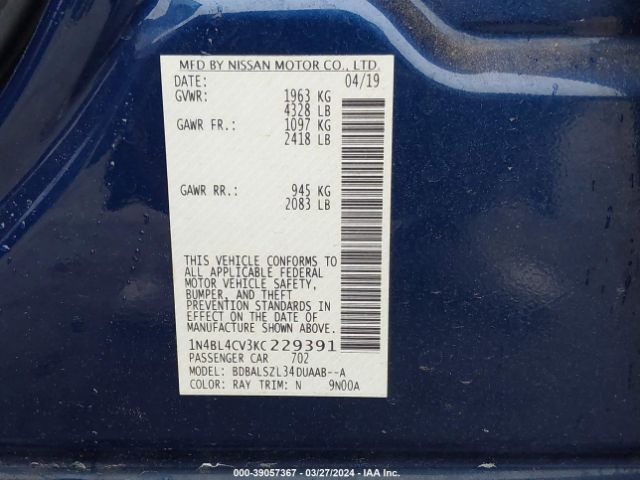 MFD BY NISSAN MOTOR CO., LTD.
DATE: 04/19
GVWR: 1963 KG
4328 LB
GAWR FR.: 1097 KG
2418 LB
GAWR RR.: 945 KG
2083 LB
THIS VEHICLE CONFORMS TO
ALL APPLICABLE FEDERAL
MOTOR VEHICLE SAFETY,
BUMPER, AND THEFT
PREVENTION STANDARDS IN
EFFECT ON THE DATE OF
MANUFACTURE SHOWN ABOVE.
1N4BL4CV3KC229391
PASSENGER CAR 702
MODEL: BDBALSZL34DUAAB--A
COLOR: RAY TRIM: N 9N00A
000-39057367 - 03/27/2024 - IAA Inc.